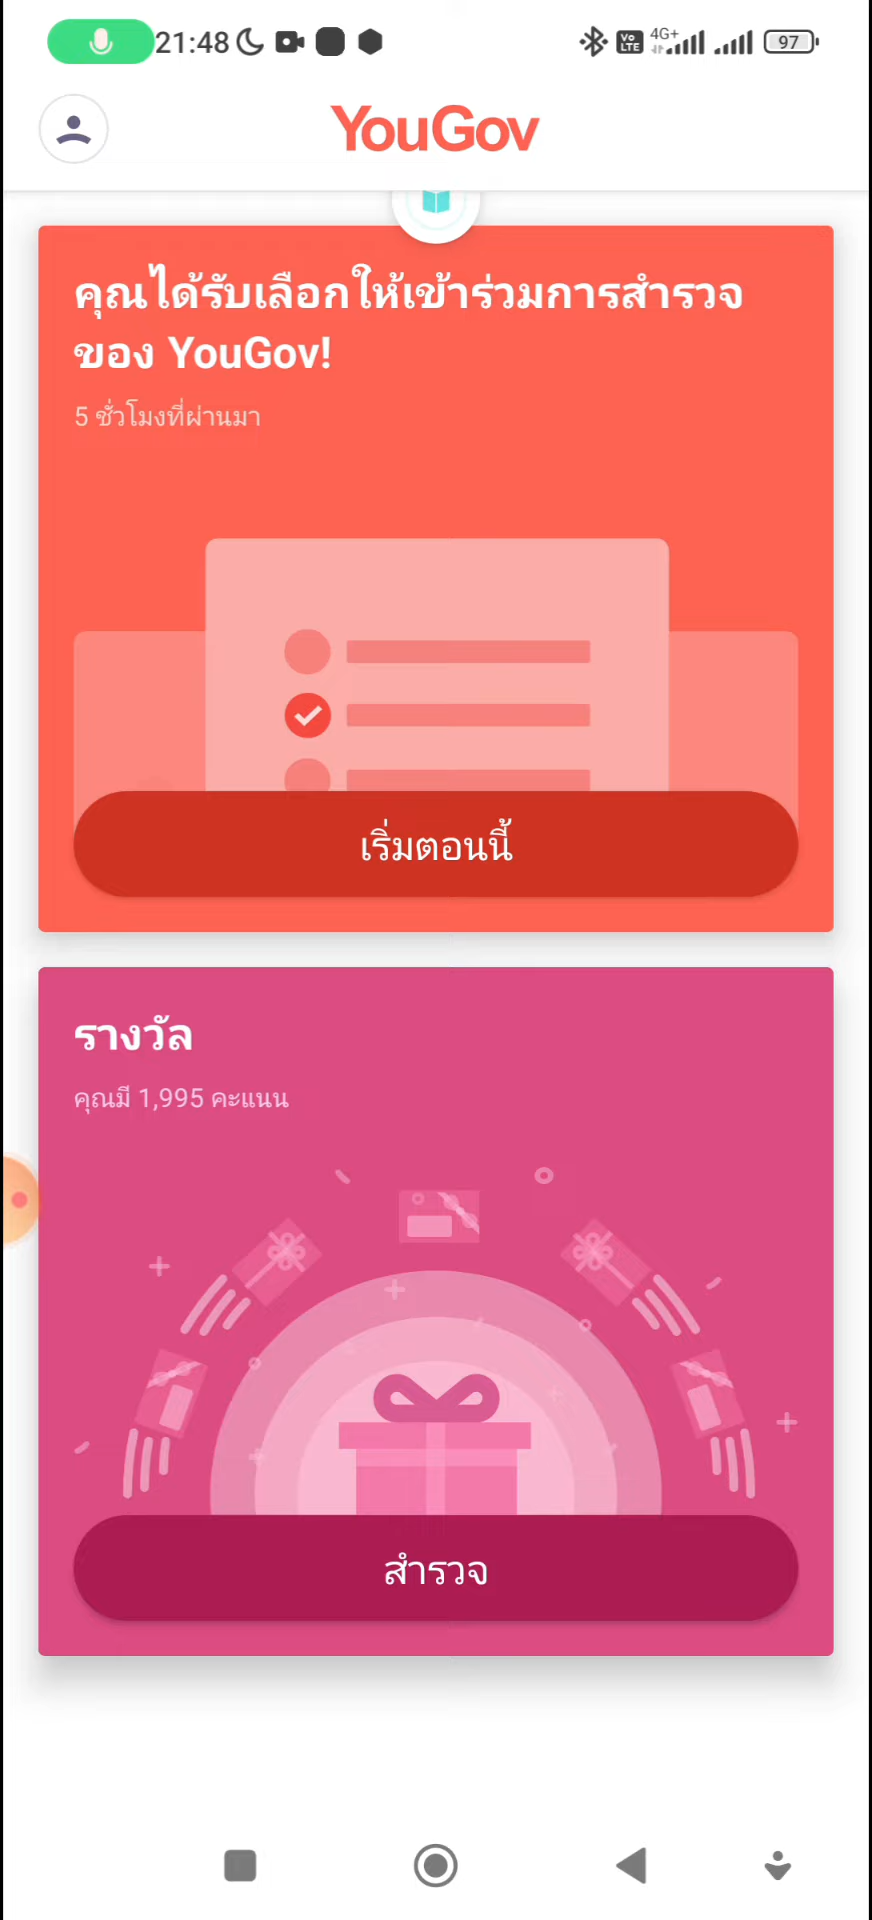 21:48
Vo LTE
4G+
97
YouGov
คุณได้รับเลือกให้เข้าร่วมการสำรวจ
ของ YouGov!
5 ชั่วโมงที่ผ่านมา
เริ่มตอนนี้
รางวัล
คุณมี 1,995 คะแนน
สำรวจ